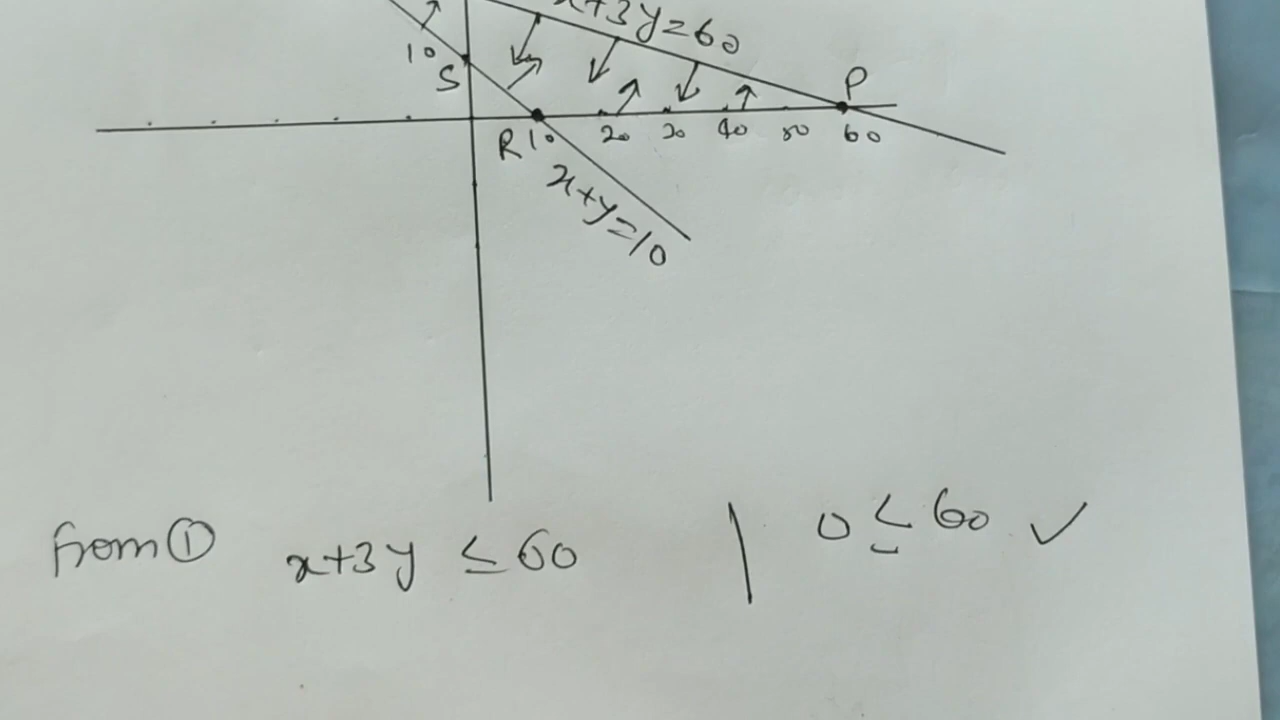 x+3y=60
10
S
P
R 10 20 30 40 50 60
x+y=10
from ① x+3y ≤ 60 | 0 ≤ 60 ✓